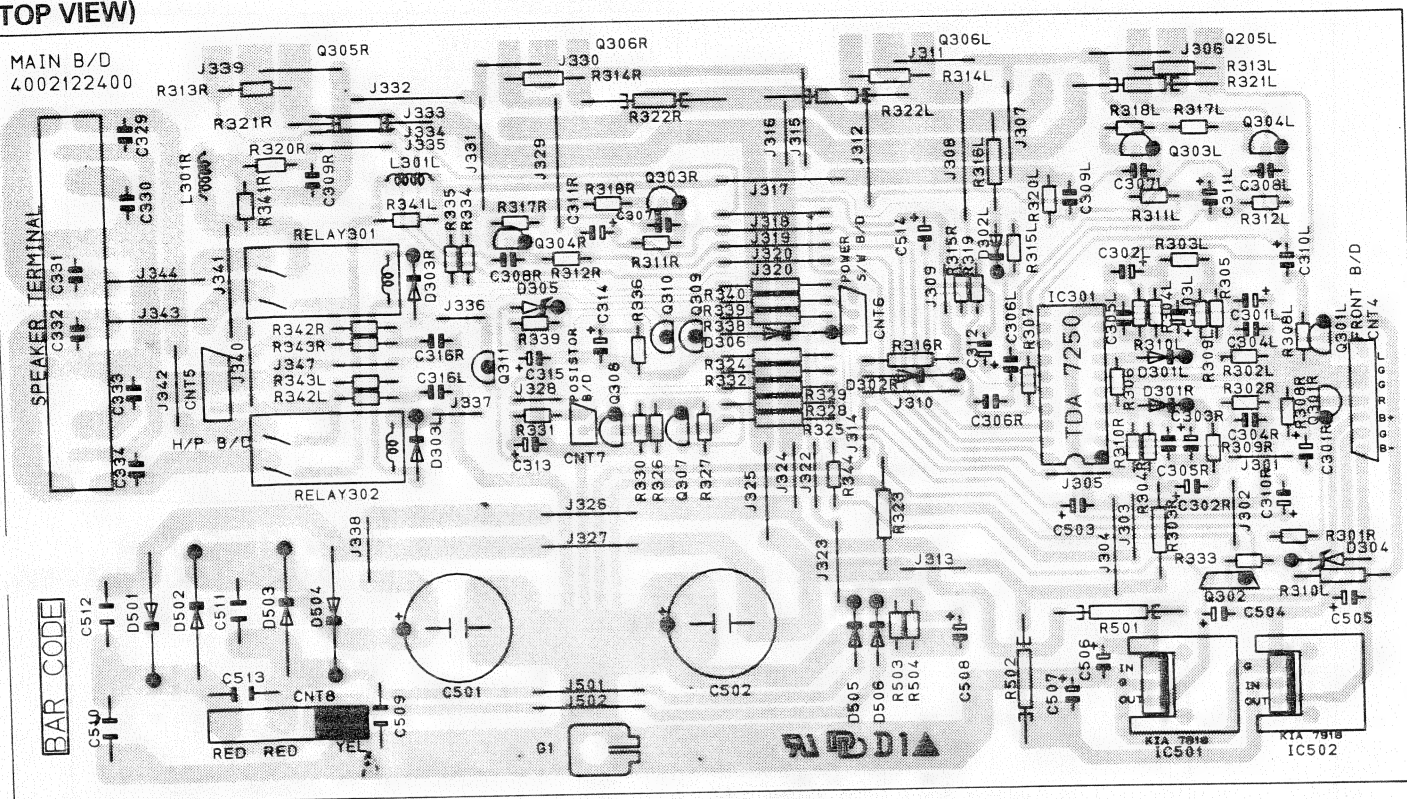 TOP VIEW)
MAIN B/D
4002122400
Q305R
J339
R313R
R321R
J332
J333
J334
J335
Q306R
J330
R314R
R322R
Q306L
J311
R314L
R322L
Q205L
J306
R313L
R321L
R318L
R317L
Q304L
Q303L
C307L
C308L
R311L
C311L
R312L
C329
C330
C331
C332
C333
C334
SPEAKER TERMINAL
L301R
R320R
R341R
C309R
L301L
R341L
R335
R334
J331
J329
C311R
R318R
Q303R
R317R
C307
Q304R
C308R
R312R
R311R
J316
J315
J312
J308
R316L
J307
J317
J318
J319
J320
J320
POWER
S/W B/D
CNT6
C514
J309
R315R
R319
D302L
R315L
R320L
C309L
C302L
R303L
R305
C310L
FRONT B/D
CNT4
L
G
G
R
B+
B
G
B-
RELAY301
D303R
J344
J343
J341
J340
J342
CNT5
H/P B/D
R342R
R343R
J347
R343L
R342L
C316R
C316L
J336
J337
D305
R339
C315
J328
R331
C313
Q311
C314
POSISTOR
B/D
CNT7
R336
Q310
Q309
Q308
R330
R326
Q307
R327
R340
R339
R338
D306
R324
R332
R329
R328
R325
J314
R316R
D302R
J310
C312
C306L
R307
C306R
IC301
TDA 7250
C305L
R304L
C303L
R310L
D301L
R306
D301R
R309L
C301L
C304L
R302L
R302R
C303R
C304R
R309R
R308L
Q301L
R308R
Q301R
C301R
R310R
R304R
C305R
J301
C302R
C310R
RELAY302
D303L
J326
J327
J338
J325
J324
J322
R344
J323
R323
J313
J305
C503
J304
J303
R303R
J302
R333
Q302
R301R
D304
R310L
C504
C505
BAR CODE
C512
D501
D502
C511
D503
D504
C513
CNT8
C510
C509
RED RED YEL
C501
C502
J501
J502
G1
D505
D506
R503
R504
C508
R502
R501
C506
C507
IN
G
OUT
KIA 7818
IC501
G
IN
OUT
KIA 7918
IC502